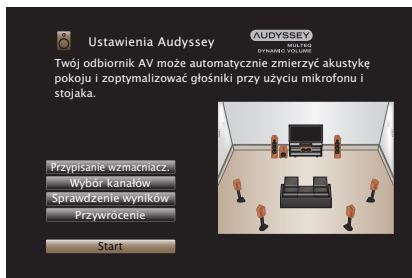 Ustawienia Audyssey
AUDYSSEY
MULTEQ
DYNAMIC VOLUME
Twój odbiornik AV może automatycznie zmierzyć akustykę
pokoju i zoptymalizować głośniki przy użyciu mikrofonu i
stojaka.
Przypisanie wzmacniacz.
Wybór kanałów
Sprawdzenie wyników
Przywrócenie
Start